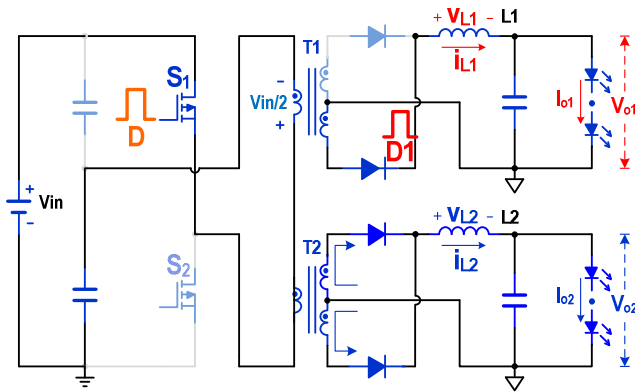 + VL1 - L1
iL1
T1
S1
D
Vin/2
-
+
D1
Io1
Vo1
+
Vin
-
S2
T2
+ VL2 - L2
iL2
Io2
Vo2